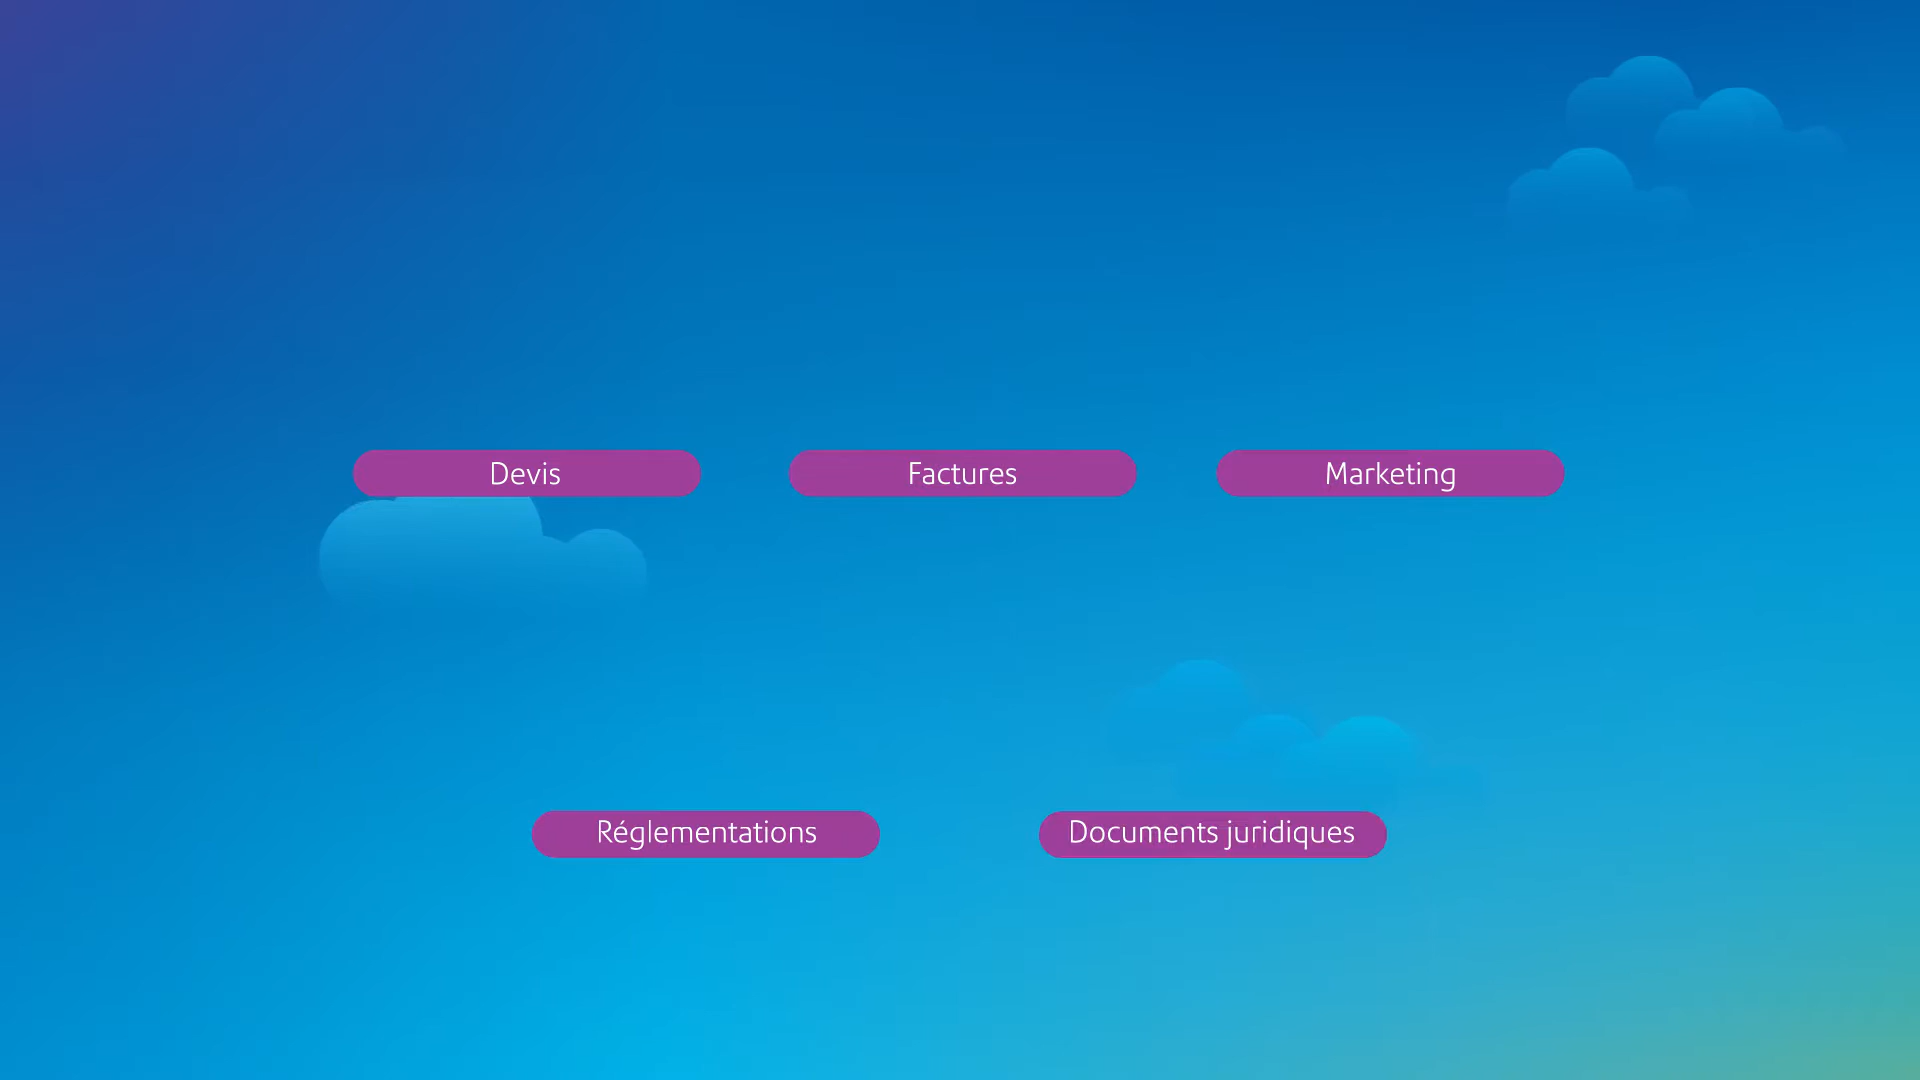 Devis
Factures
Marketing
Réglementations
Documents juridiques